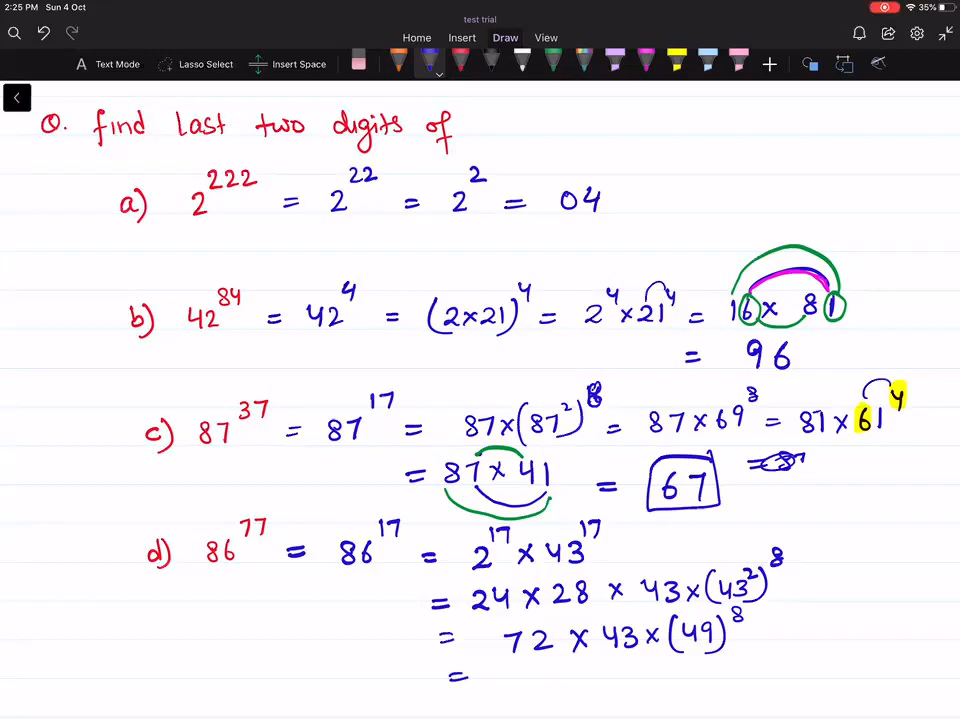 2:25 PM Sun 4 Oct 35%
test trial
Home Insert Draw View
Text Mode Lasso Select Insert Space
Q. find last two digits of
a) 2^222 = 2^22 = 2^2 = 04
b) 42^84 = 42^4 = (2×21)^4 = 2^4 × 21^4 = 16 × 81
= 96
c) 87^37 = 87^17 = 87×(87^2)^8 = 87×69^8 = 87 × 61^4
= 87 × 41 = 67
d) 86^77 = 86^17 = 2^17 × 43^17
= 24 × 28 × 43×(43^2)^8
= 72 × 43×(49)^8
=